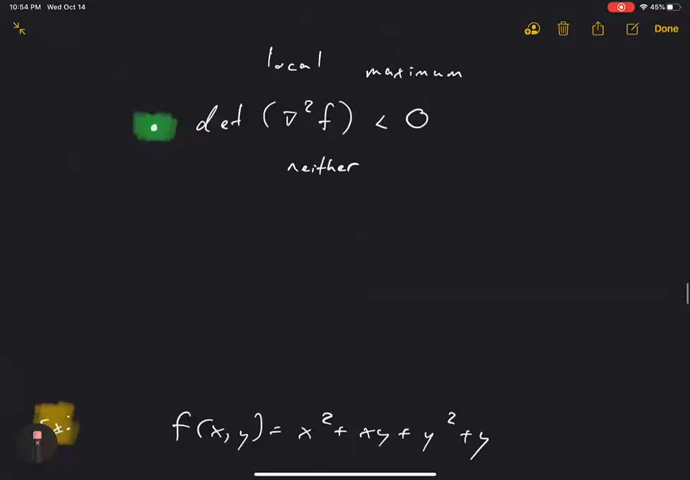 10:54 PM Wed Oct 14
45%
Done
local maximum
det (∇²f) < 0
neither
f(x,y) = x² + xy + y² + y